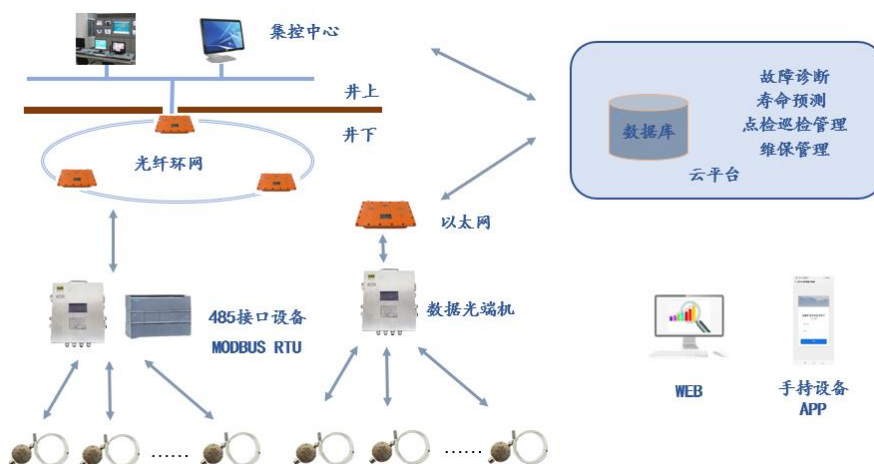 集控中心
井上
井下
光纤环网
故障诊断
寿命预测
点检巡检管理
维保管理
数据库
云平台
以太网
485接口设备
MODBUS RTU
数据光端机
WEB
手持设备
APP
……
……